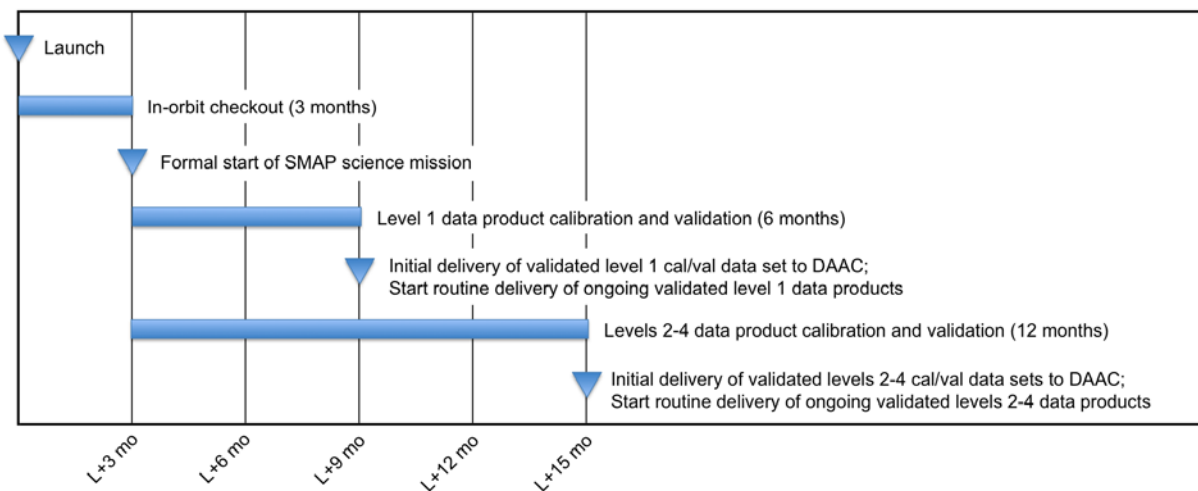 Launch
In-orbit checkout (3 months)
Formal start of SMAP science mission
Level 1 data product calibration and validation (6 months)
Initial delivery of validated level 1 cal/val data set to DAAC;
Start routine delivery of ongoing validated level 1 data products
Levels 2-4 data product calibration and validation (12 months)
Initial delivery of validated levels 2-4 cal/val data sets to DAAC;
Start routine delivery of ongoing validated levels 2-4 data products
L+3 mo
L+6 mo
L+9 mo
L+12 mo
L+15 mo